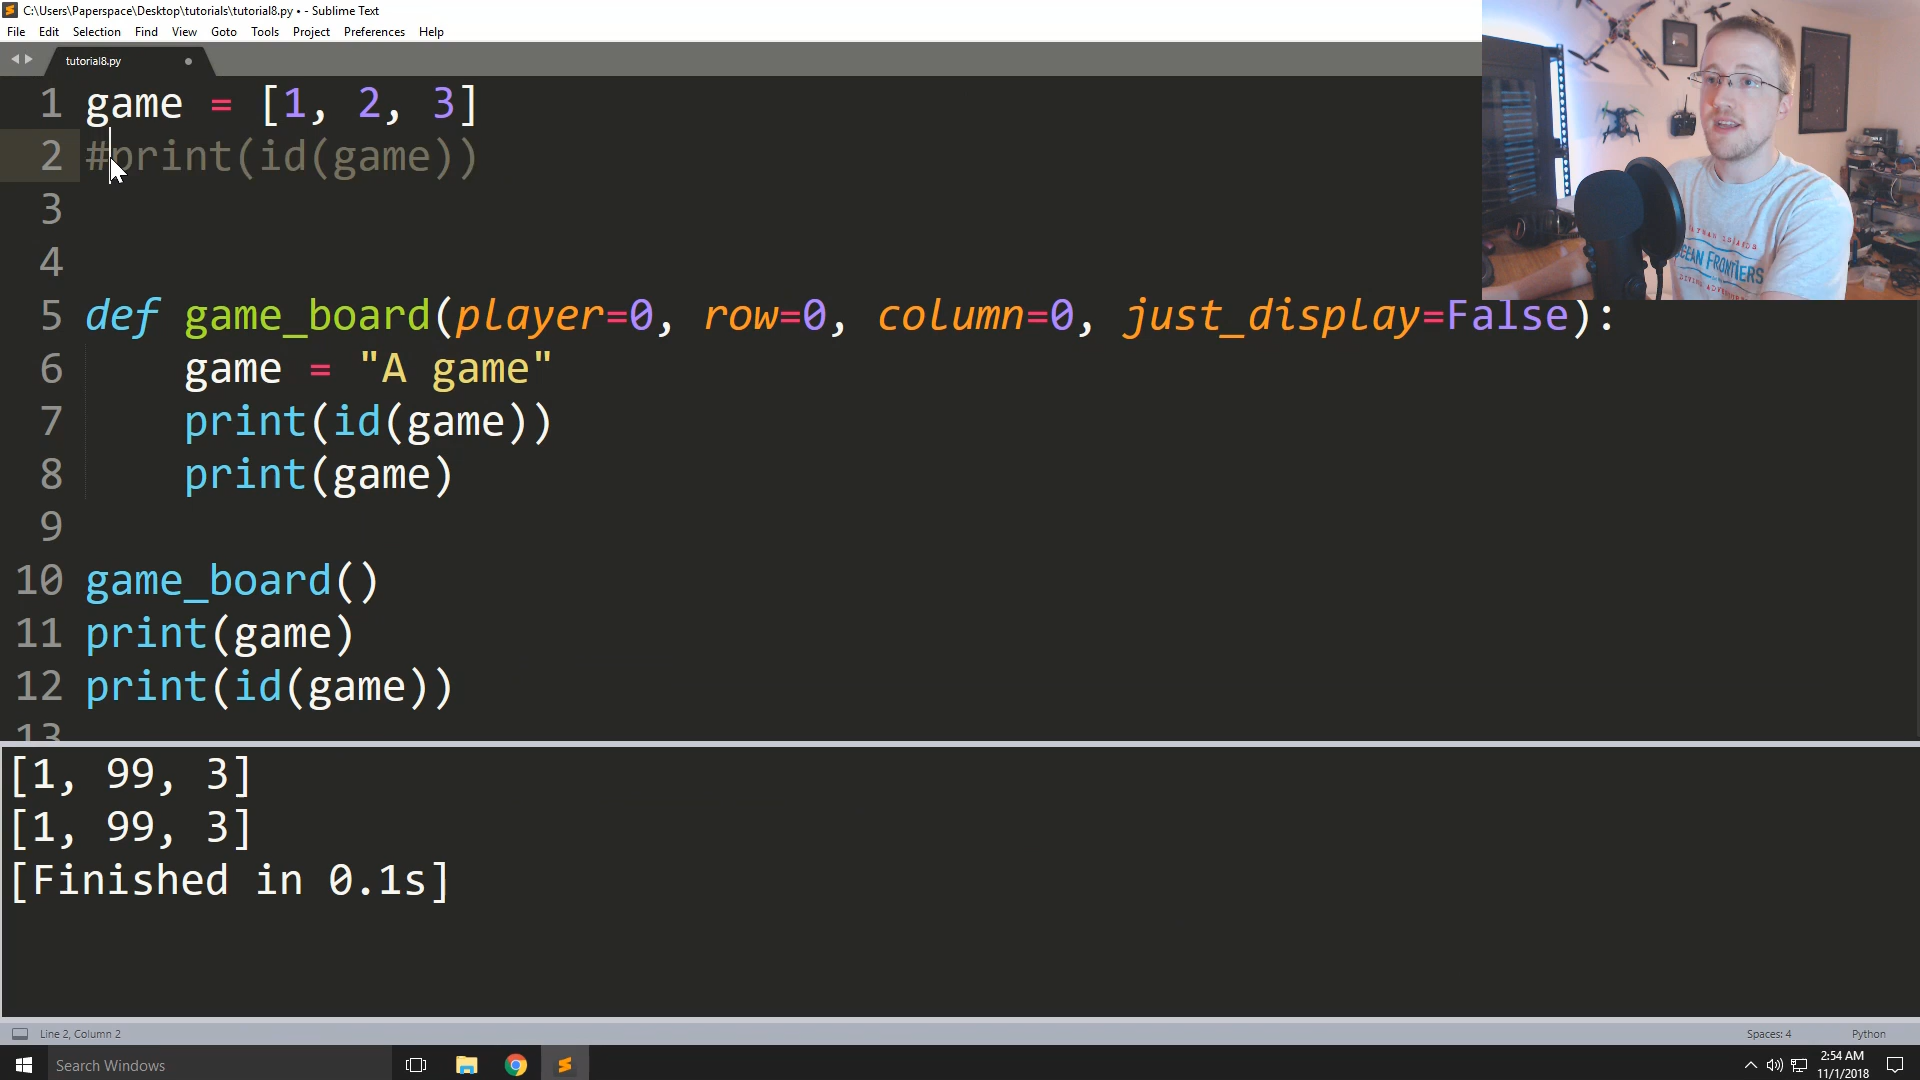 C:\Users\Paperspace\Desktop\tutorials\tutorial8.py • - Sublime Text
File Edit Selection Find View Goto Tools Project Preferences Help
tutorial8.py
1 game = [1, 2, 3]
2 #print(id(game))
3
4
5 def game_board(player=0, row=0, column=0, just_display=False):
6 game = "A game"
7 print(id(game))
8 print(game)
9
10 game_board()
11 print(game)
12 print(id(game))
13
[1, 99, 3]
[1, 99, 3]
[Finished in 0.1s]
OCEAN FRONTIERS
Line 2, Column 2
Spaces: 4
Python
Search Windows
2:54 AM
11/1/2018